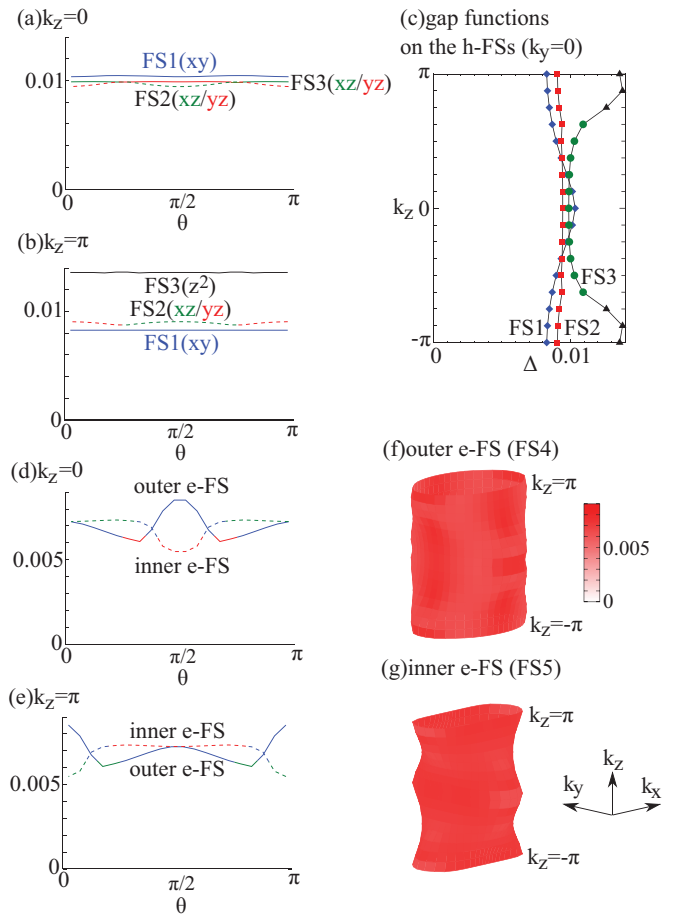 (a)kz=0
0.01
0
FS1(xy)
FS3(xz/yz)
FS2(xz/yz)
0
π/2
θ
π
(b)kz=π
0.01
0
FS3(z²)
FS2(xz/yz)
FS1(xy)
0
π/2
θ
π
(c)gap functions
on the h-FSs (ky=0)
π
kz 0
-π
FS3
FS1
FS2
0
Δ
0.01
(d)kz=0
outer e-FS
0.005
inner e-FS
0
0
π/2
θ
π
(e)kz=π
inner e-FS
0.005
outer e-FS
0
0
π/2
θ
π
(f)outer e-FS (FS4)
kz=π
0.005
0
kz=-π
(g)inner e-FS (FS5)
kz=π
kz
ky
kx
kz=-π